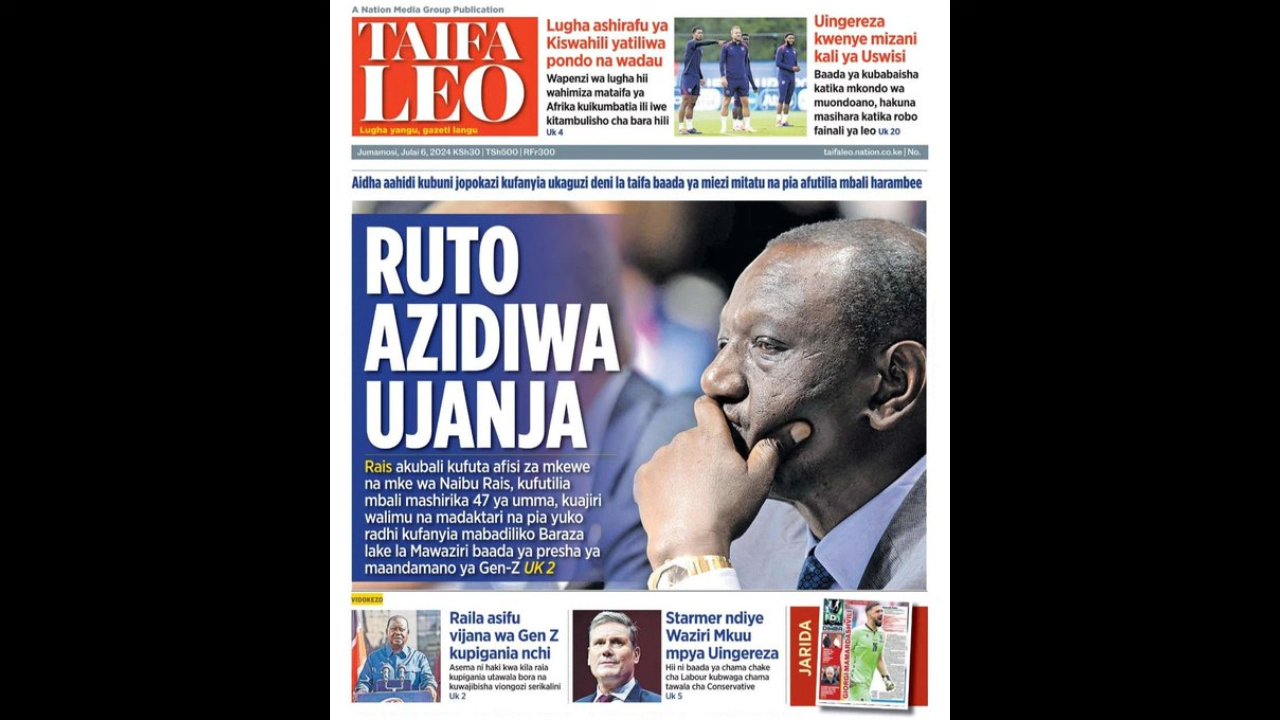 A Nation Media Group Publication
TAIFA
LEO
Lugha yangu, gazeti langu
Lugha ashirafu ya
Kiswahili yatiliwa
pondo na wadau
Wapenzi wa lugha hii
wahimiza mataifa ya
Afrika kuikumbatia ili iwe
kitambulisho cha bara hili
Uk 4
Uingereza
kwenye mizani
kali ya Uswisi
Baada ya kubabaisha
katika mkondo wa
muondoano, hakuna
masihara katika robo
fainali ya leo Uk 20
Jumamosi, Julai 6, 2024 KSh30 | TSh500 | RFr300
taifaleo.nation.co.ke | No.
Aidha aahidi kubuni jopokazi kufanyia ukaguzi deni la taifa baada ya miezi mitatu na pia afutilia mbali harambee
RUTO
AZIDIWA
UJANJA
Rais akubali kufuta afisi za mkewe
na mke wa Naibu Rais, kufutilia
mbali mashirika 47 ya umma, kuajiri
walimu na madaktari na pia yuko
radhi kufanyia mabadiliko Baraza
lake la Mawaziri baada ya presha ya
maandamano ya Gen-Z UK 2
VIDOKEZO
Raila asifu
vijana wa Gen Z
kupigania nchi
Asema ni haki kwa kila raia
kupigania utawala bora na
kuwajibisha viongozi serikalini
Uk 2
Starmer ndiye
Waziri Mkuu
mpya Uingereza
Hii ni baada ya chama chake
cha Labour kubwaga chama
tawala cha Conservative
Uk 5
JARIDA
GIORGI MAMARDASHVILI